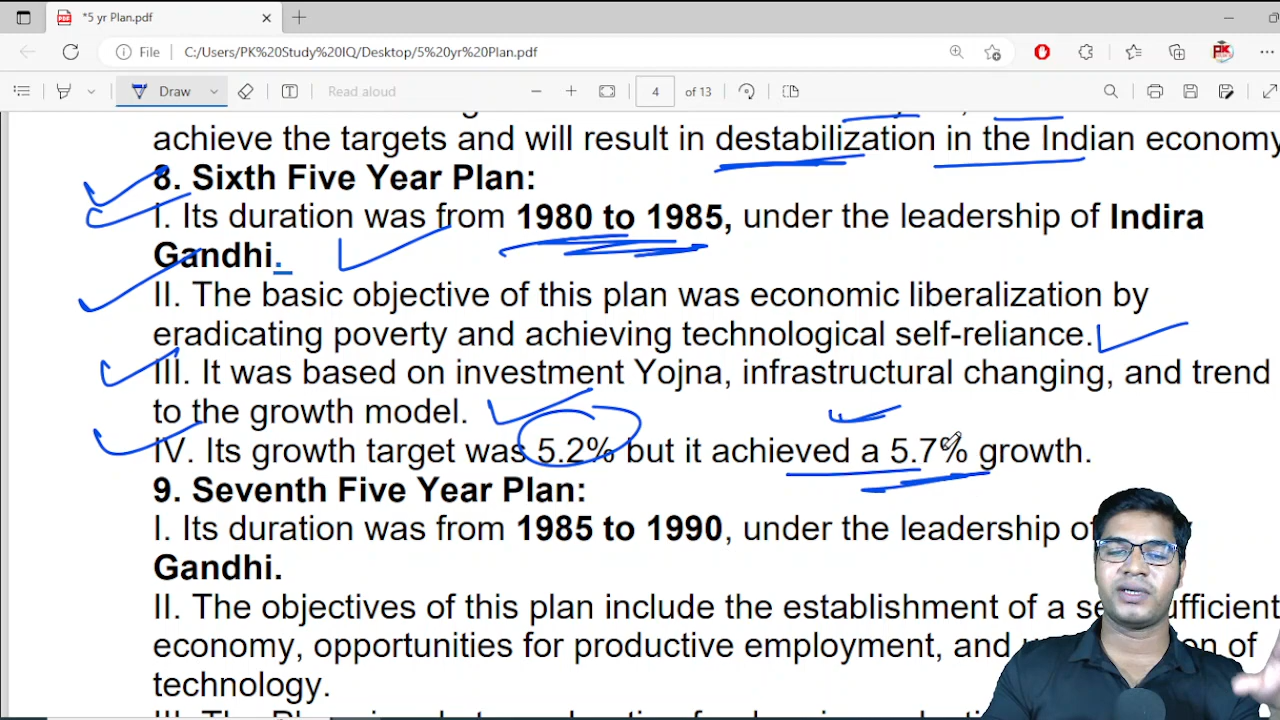 *5 yr Plan.pdf
File C:/Users/PK%20Study%20IQ/Desktop/5%20yr%20Plan.pdf
Draw Read aloud 4 of 13
achieve the targets and will result in destabilization in the Indian economy
8. Sixth Five Year Plan:
I. Its duration was from 1980 to 1985, under the leadership of Indira
Gandhi.
II. The basic objective of this plan was economic liberalization by
eradicating poverty and achieving technological self-reliance.
III. It was based on investment Yojna, infrastructural changing, and trend
to the growth model.
IV. Its growth target was 5.2% but it achieved a 5.7% growth.
9. Seventh Five Year Plan:
I. Its duration was from 1985 to 1990, under the leadership of
Gandhi.
II. The objectives of this plan include the establishment of a
economy, opportunities for productive employment, and of
technology.